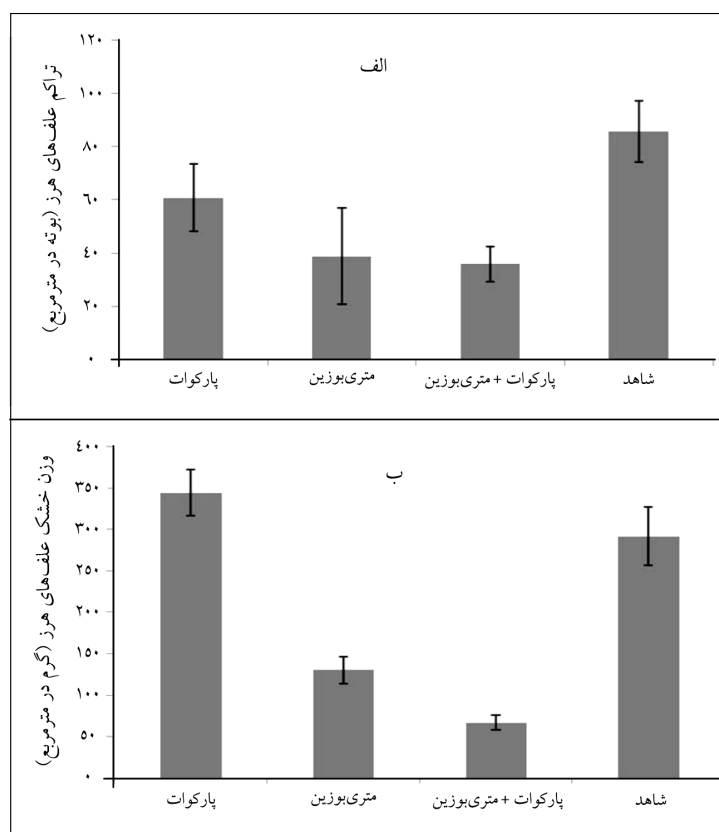 الف
تراکم علف‌های هرز (بوته در مترمربع)
۱۲۰
۱۰۰
۸۰
۶۰
٤۰
۲۰
۰
پارکوات
متری‌بوزین
پارکوات + متری‌بوزین
شاهد
ب
وزن خشک علف‌های هرز (گرم در مترمربع)
٤۰۰
۳۵۰
۳۰۰
۲۵۰
۲۰۰
۱۵۰
۱۰۰
۵۰
۰
پارکوات
متری‌بوزین
پارکوات + متری‌بوزین
شاهد